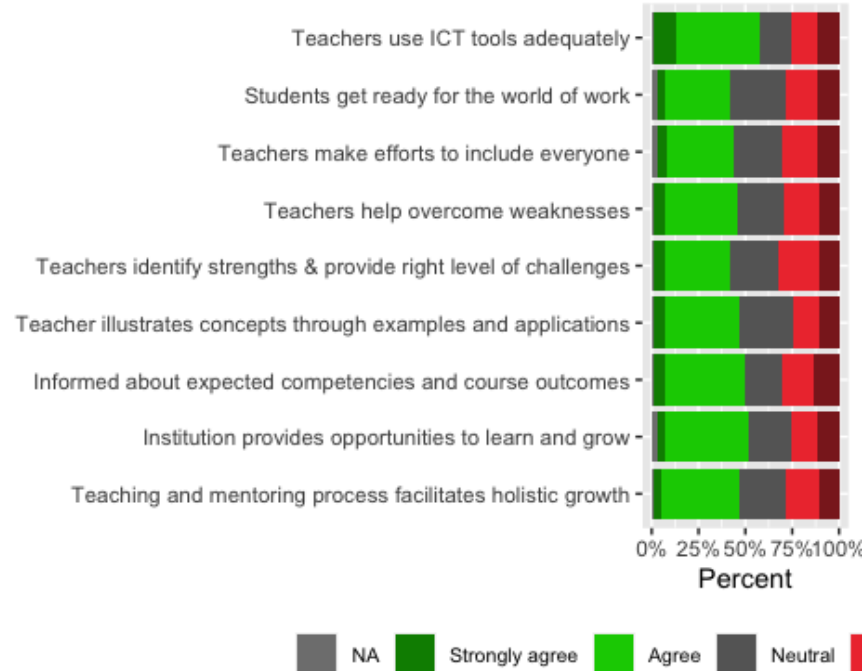 Teachers use ICT tools adequately
Students get ready for the world of work
Teachers make efforts to include everyone
Teachers help overcome weaknesses
Teachers identify strengths & provide right level of challenges
Teacher illustrates concepts through examples and applications
Informed about expected competencies and course outcomes
Institution provides opportunities to learn and grow
Teaching and mentoring process facilitates holistic growth
0% 25% 50% 75% 100%
Percent
NA Strongly agree Agree Neutral